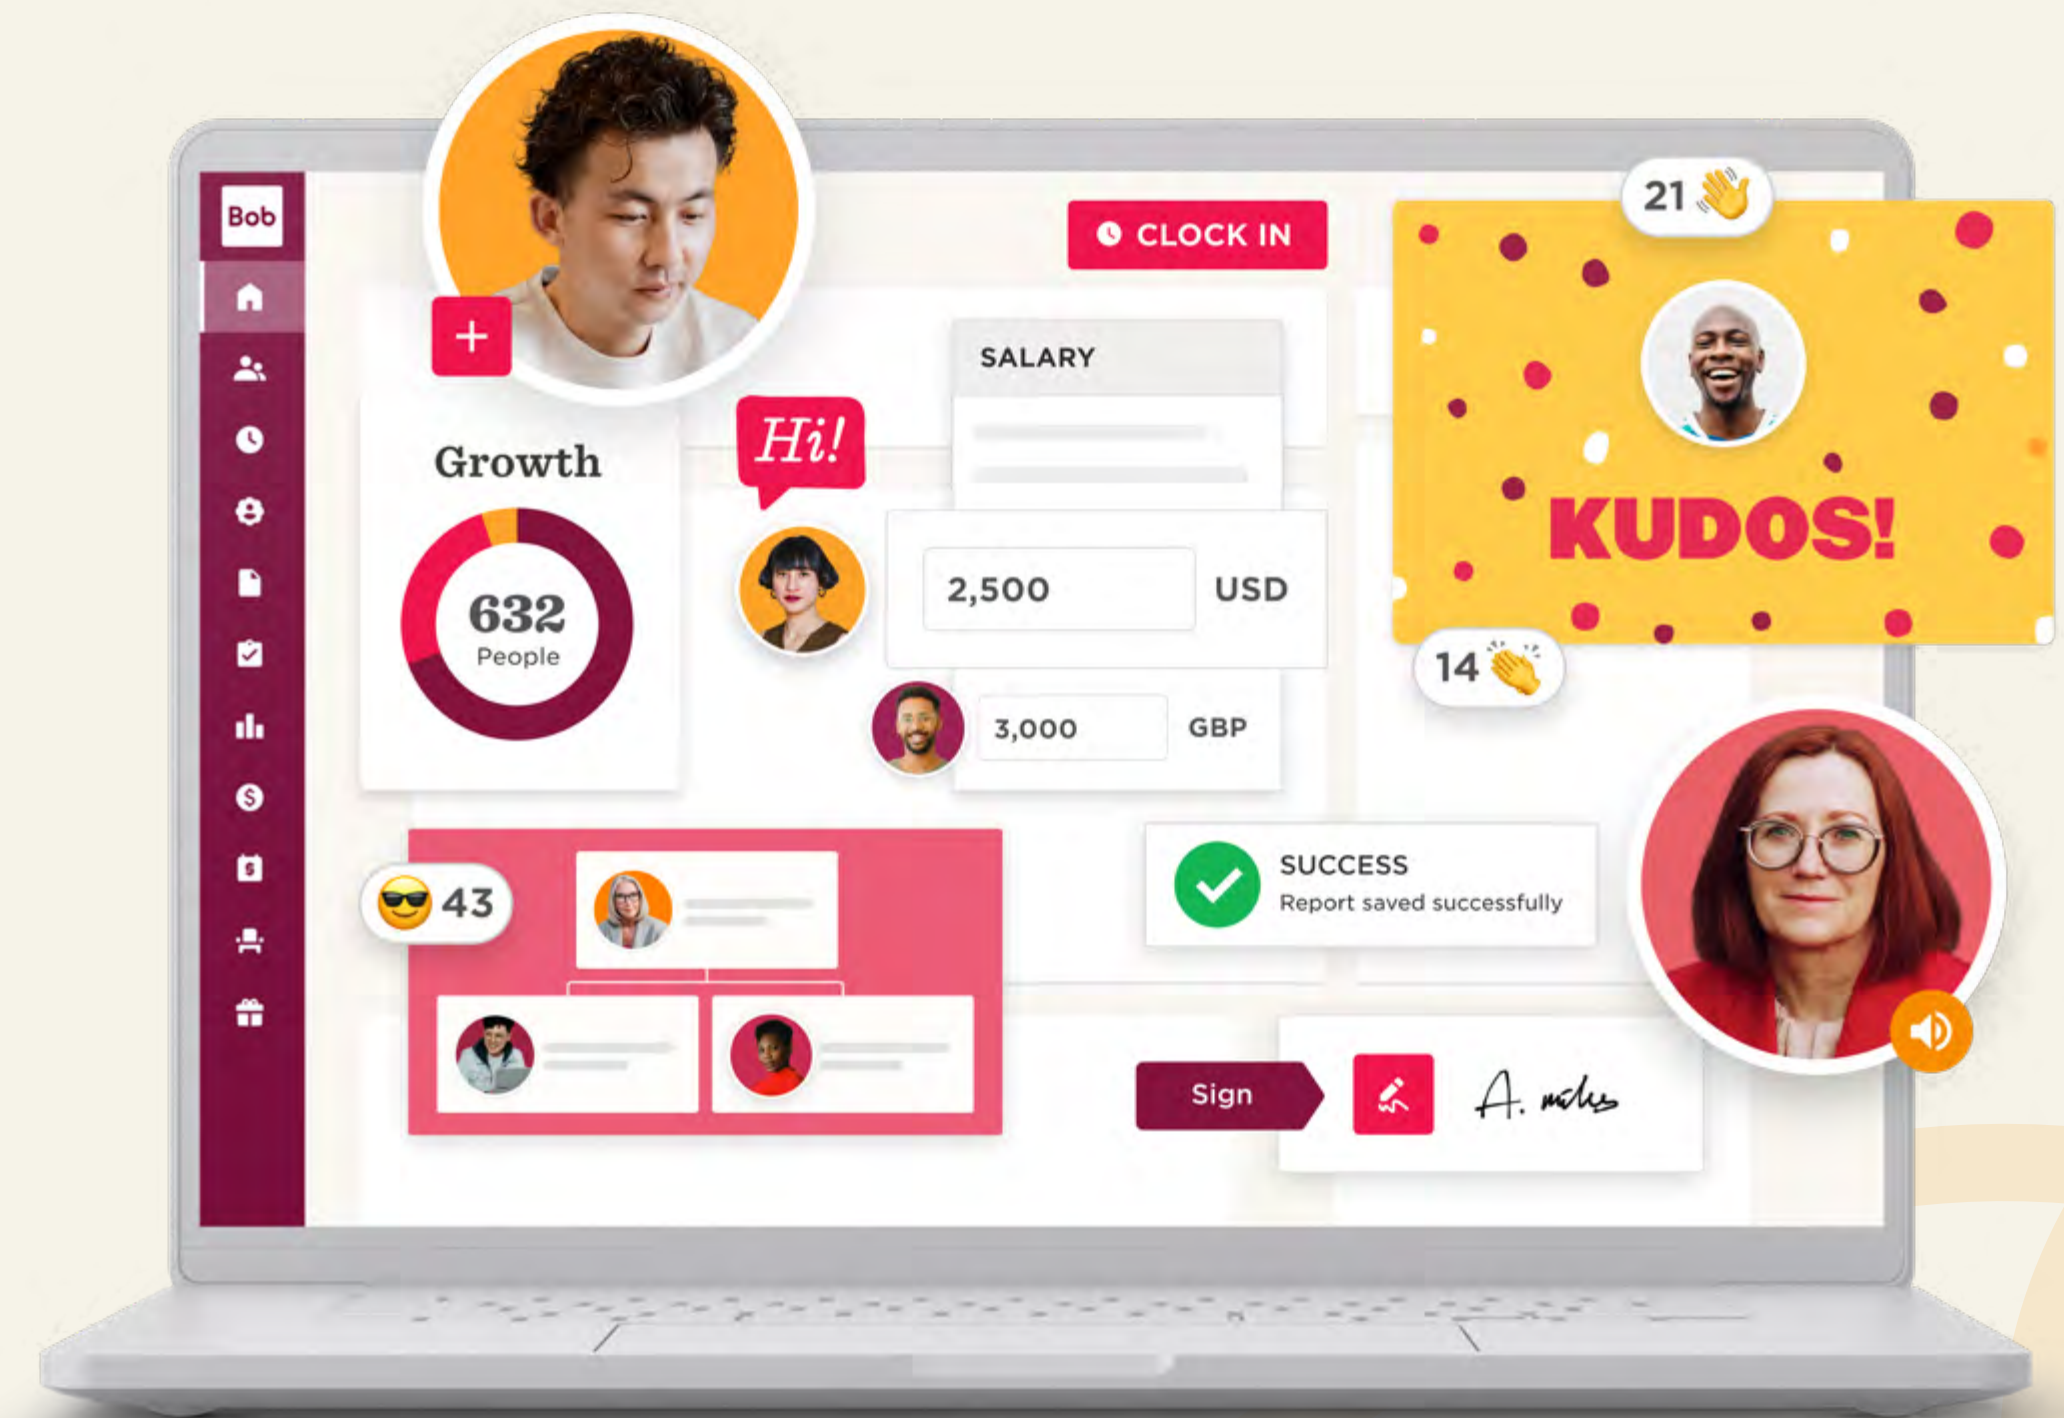 Bob
21
CLOCK IN
SALARY
Hi!
Growth
KUDOS!
632
People
2,500 USD
14
3,000 GBP
43
SUCCESS
Report saved successfully
Sign